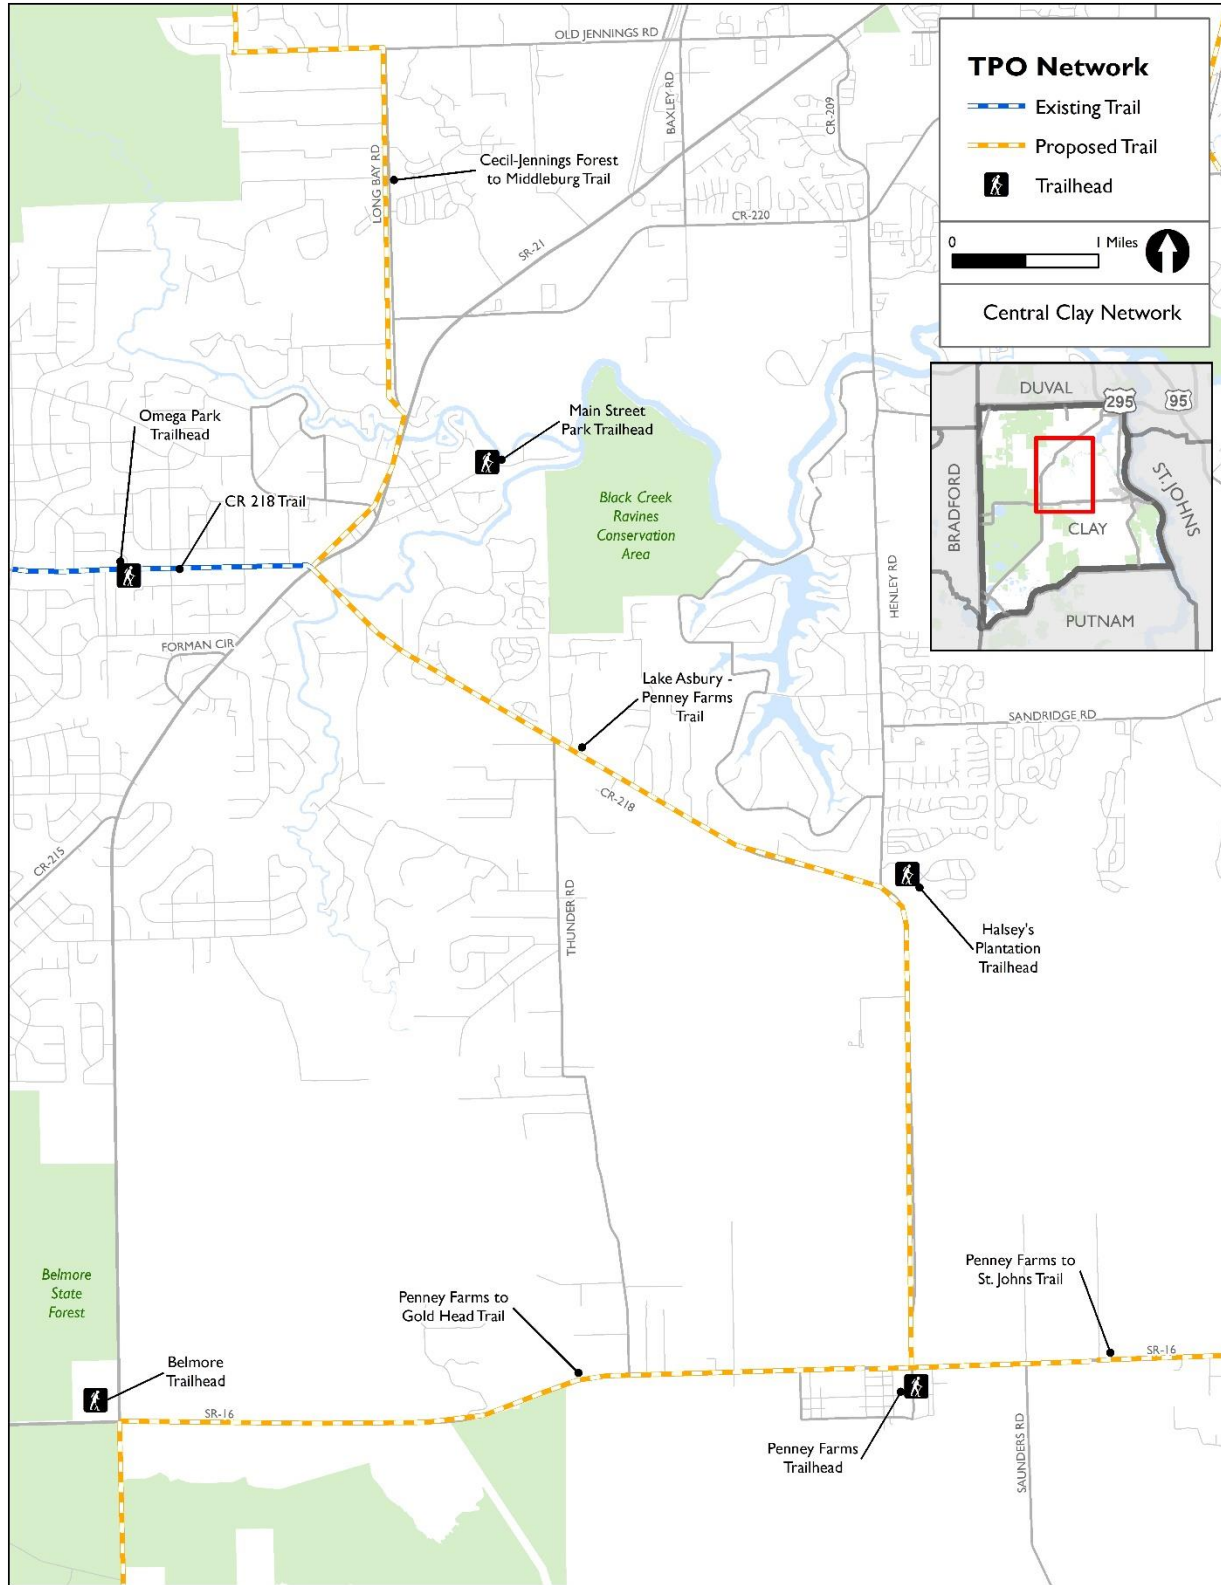 OLD JENNINGS RD
BAXLEY RD
CR-209
TPO Network
Existing Trail
Proposed Trail
Trailhead
0
1 Miles
Central Clay Network
LONG BAY RD
Cecil-Jennings Forest
to Middleburg Trail
SR-21
CR-220
DUVAL
295
95
BRADFORD
ST.JOHNS
CLAY
PUTNAM
Omega Park
Trailhead
Main Street
Park Trailhead
CR 218 Trail
Black Creek
Ravines
Conservation
Area
HENLEY RD
FORMAN CIR
Lake Asbury -
Penney Farms
Trail
SANDRIDGE RD
CR-218
CR-215
THUNDER RD
Halsey's
Plantation
Trailhead
Belmore
State
Forest
Penney Farms to
Gold Head Trail
Penney Farms to
St. Johns Trail
SR-16
Belmore
Trailhead
SR-16
Penney Farms
Trailhead
SAUNDERS RD